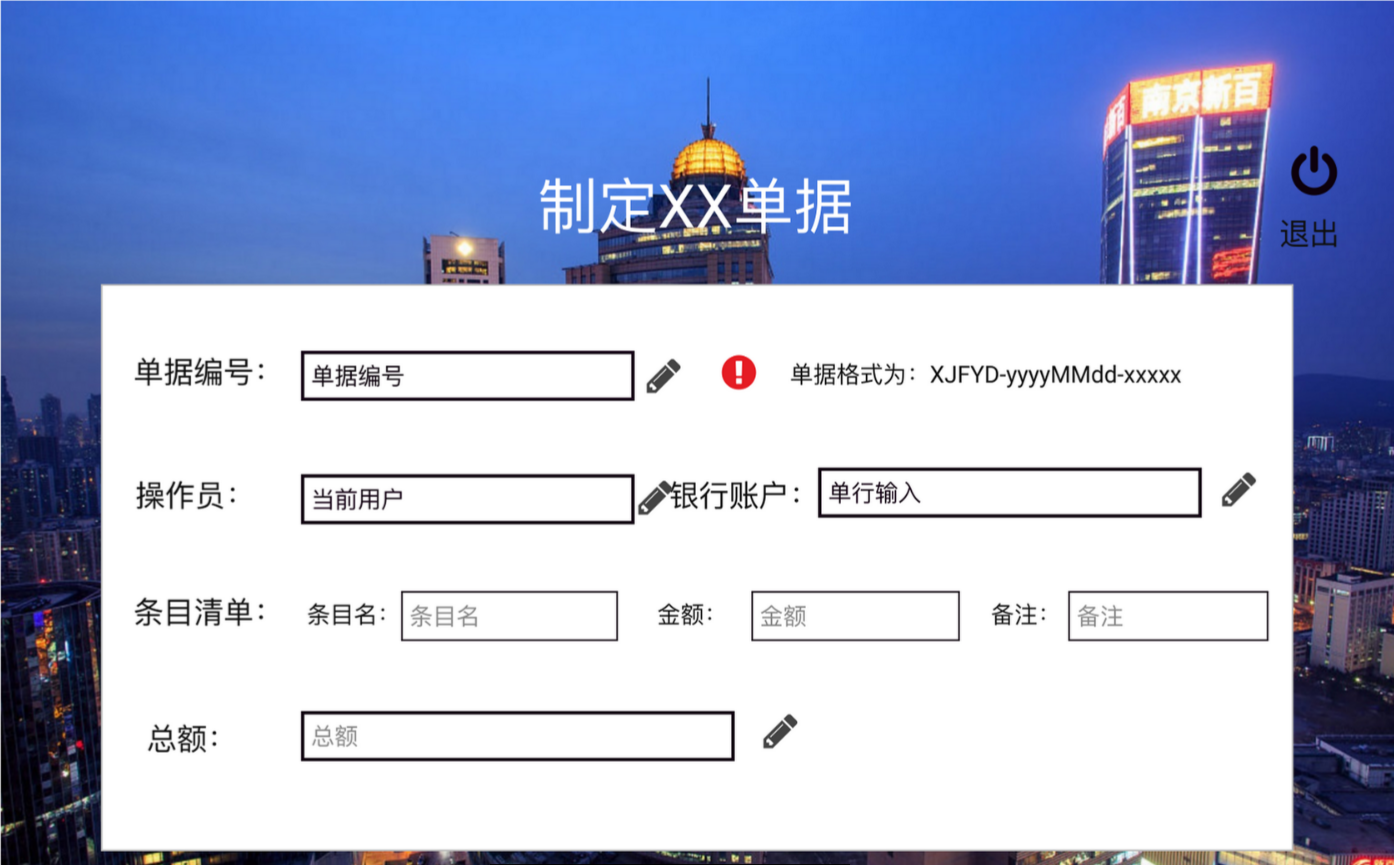 南京新百
新百
制定XX单据
退出
单据编号：
单据编号
单据格式为：XJFYD-yyyyMMdd-xxxxx
操作员：
当前用户
银行账户：
单行输入
条目清单：
条目名：
条目名
金额：
金额
备注：
备注
总额：
总额